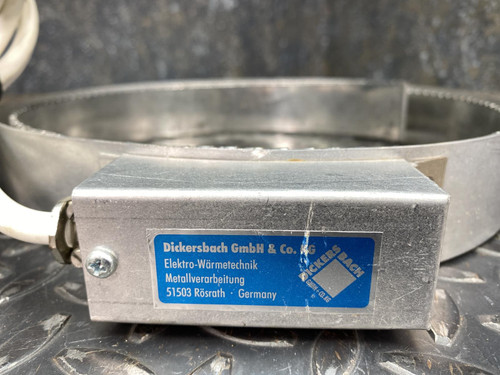 Dickersbach GmbH & Co. KG
Elektro-Wärmetechnik
Metallverarbeitung
51503 Rösrath · Germany
DICKERSBACH